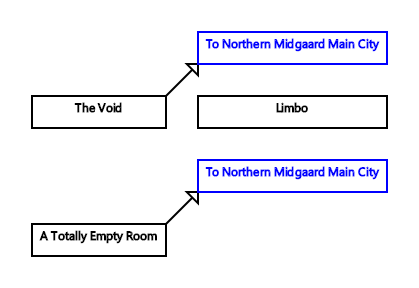 To Northern Midgaard Main City
The Void
Limbo
To Northern Midgaard Main City
A Totally Empty Room